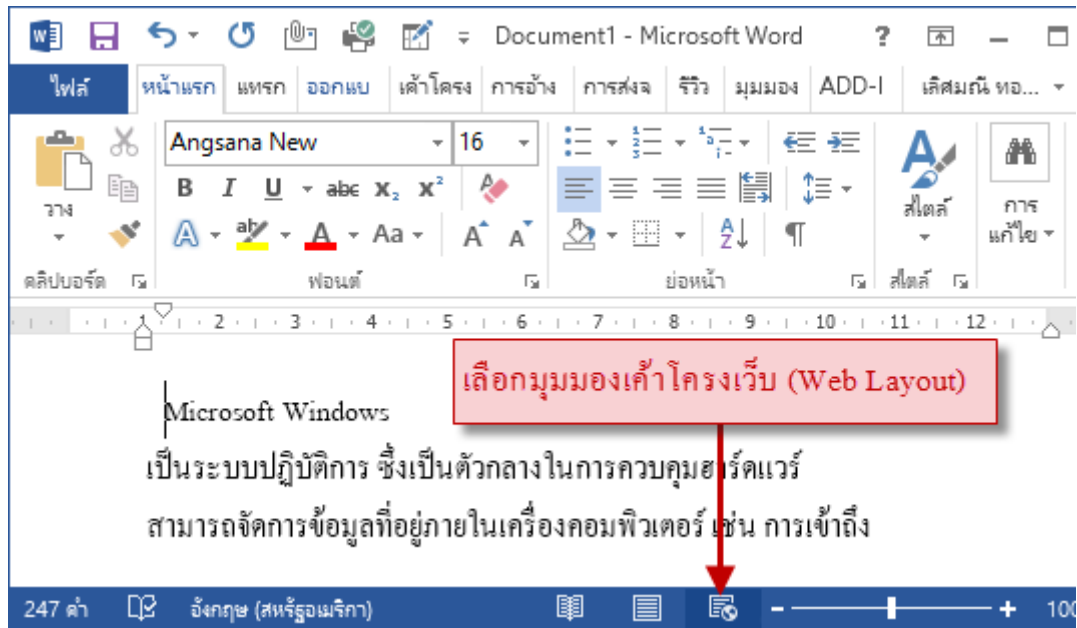 Document1 - Microsoft Word ?
ไฟล์ หน้าแรก แทรก ออกแบบ เค้าโครง การอ้าง การส่งจ รีวิว มุมมอง ADD-I เลิศมณี ทอ...
Angsana New 16
B I U abc X₂ X² A
วาง
A aby A Aa A A A Z ¶
สไตล์
การ
แก้ไข
คลิปบอร์ด ฟอนต์ ย่อหน้า สไตล์
1 2 3 4 5 6 7 8 9 10 11 12
เลือกมุมมองเค้าโครงเว็บ (Web Layout)
Microsoft Windows
เป็นระบบปฏิบัติการ ซึ่งเป็นตัวกลางในการควบคุมฮาร์ดแวร์
สามารถจัดการข้อมูลที่อยู่ภายในเครื่องคอมพิวเตอร์ เช่น การเข้าถึง
247 คำ อังกฤษ (สหรัฐอเมริกา) - + 100